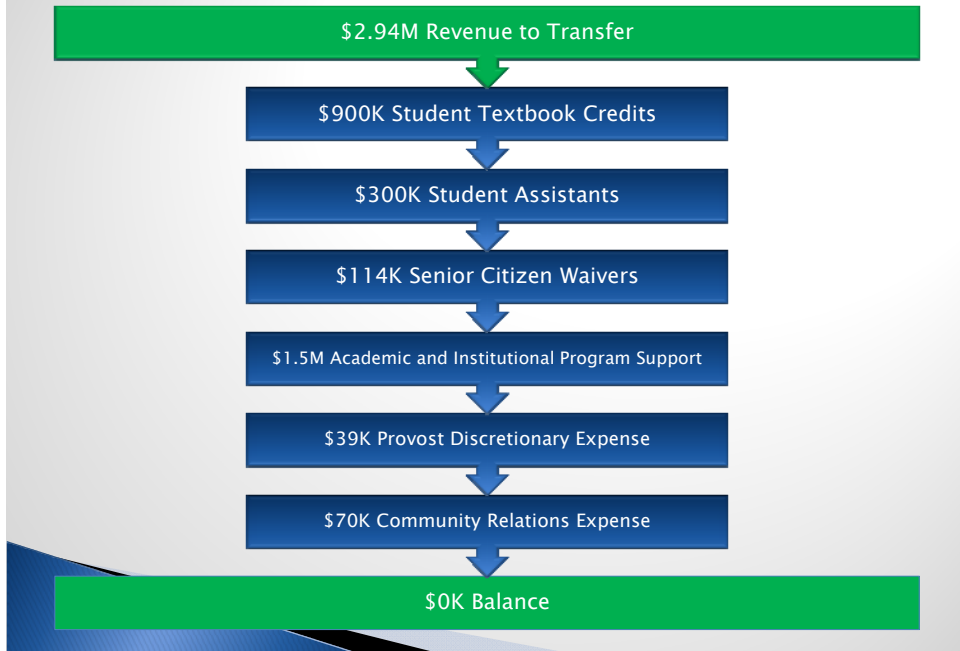 $2.94M Revenue to Transfer
$900K Student Textbook Credits
$300K Student Assistants
$114K Senior Citizen Waivers
$1.5M Academic and Institutional Program Support
$39K Provost Discretionary Expense
$70K Community Relations Expense
$0K Balance